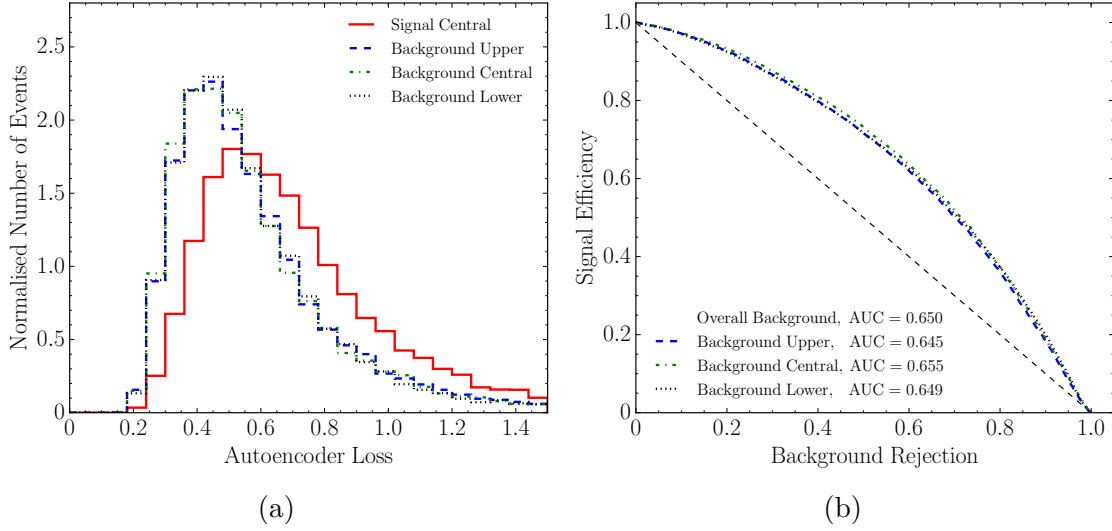 Normalised Number of Events
2.5
2.0
1.5
1.0
0.5
0
0
0.2
0.4
0.6
0.8
1.0
1.2
1.4
Autoencoder Loss
Signal Central
Background Upper
Background Central
Background Lower
(a)
Signal Efficiency
1.0
0.8
0.6
0.4
0.2
0
0
0.2
0.4
0.6
0.8
1.0
Background Rejection
Overall Background, AUC = 0.650
Background Upper, AUC = 0.645
Background Central, AUC = 0.655
Background Lower, AUC = 0.649
(b)